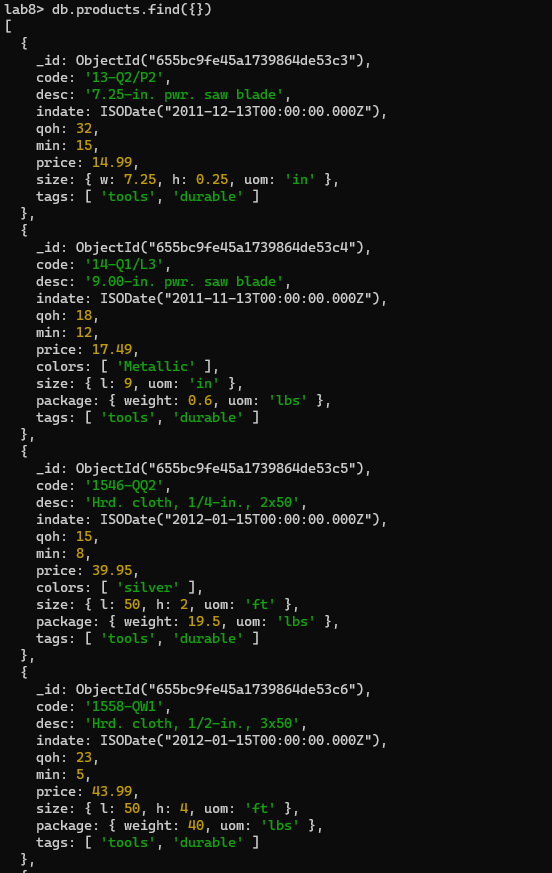 lab8> db.products.find({})
[
  {
    _id: ObjectId("655bc9fe45a1739864de53c3"),
    code: '13-Q2/P2',
    desc: '7.25-in. pwr. saw blade',
    indate: ISODate("2011-12-13T00:00:00.000Z"),
    qoh: 32,
    min: 15,
    price: 14.99,
    size: { w: 7.25, h: 0.25, uom: 'in' },
    tags: [ 'tools', 'durable' ]
  },
  {
    _id: ObjectId("655bc9fe45a1739864de53c4"),
    code: '14-Q1/L3',
    desc: '9.00-in. pwr. saw blade',
    indate: ISODate("2011-11-13T00:00:00.000Z"),
    qoh: 18,
    min: 12,
    price: 17.49,
    colors: [ 'Metallic' ],
    size: { l: 9, uom: 'in' },
    package: { weight: 0.6, uom: 'lbs' },
    tags: [ 'tools', 'durable' ]
  },
  {
    _id: ObjectId("655bc9fe45a1739864de53c5"),
    code: '1546-QQ2',
    desc: 'Hrd. cloth, 1/4-in., 2x50',
    indate: ISODate("2012-01-15T00:00:00.000Z"),
    qoh: 15,
    min: 8,
    price: 39.95,
    colors: [ 'silver' ],
    size: { l: 50, h: 2, uom: 'ft' },
    package: { weight: 19.5, uom: 'lbs' },
    tags: [ 'tools', 'durable' ]
  },
  {
    _id: ObjectId("655bc9fe45a1739864de53c6"),
    code: '1558-QW1',
    desc: 'Hrd. cloth, 1/2-in., 3x50',
    indate: ISODate("2012-01-15T00:00:00.000Z"),
    qoh: 23,
    min: 5,
    price: 43.99,
    size: { l: 50, h: 4, uom: 'ft' },
    package: { weight: 40, uom: 'lbs' },
    tags: [ 'tools', 'durable' ]
  },
  {